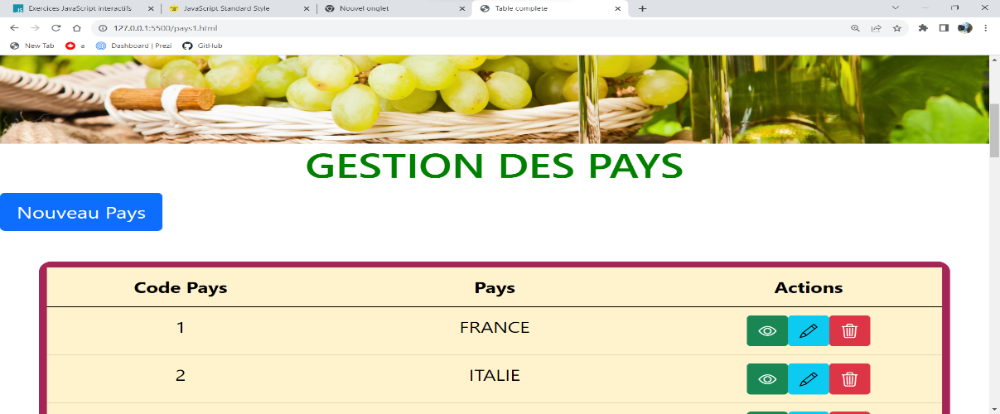 JS Exercices JavaScript interactifs
JavaScript Standard Style
Nouvel onglet
Table complete
127.0.0.1:5500/pays1.html
New Tab
a
Dashboard | Prezi
GitHub
GESTION DES PAYS
Nouveau Pays
Code Pays Pays Actions
1 FRANCE
2 ITALIE